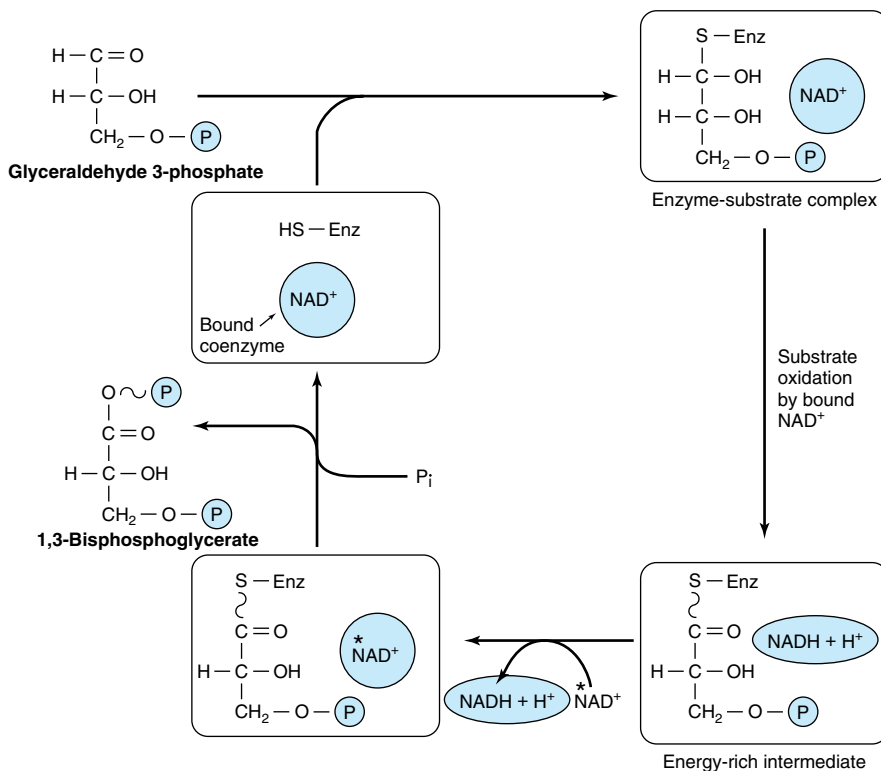 H–C=O
H–C–OH
CH₂–O–P
Glyceraldehyde 3-phosphate
S–Enz
H–C–OH
H–C–OH
CH₂–O–P
NAD⁺
Enzyme-substrate complex
HS–Enz
NAD⁺
Bound
coenzyme
Substrate
oxidation
by bound
NAD⁺
O~P
C=O
H–C–OH
CH₂–O–P
1,3-Bisphosphoglycerate
Pi
S–Enz
C=O
H–C–OH
CH₂–O–P
*NAD⁺
NADH + H⁺
*NAD⁺
S–Enz
C=O
H–C–OH
CH₂–O–P
NADH + H⁺
Energy-rich intermediate